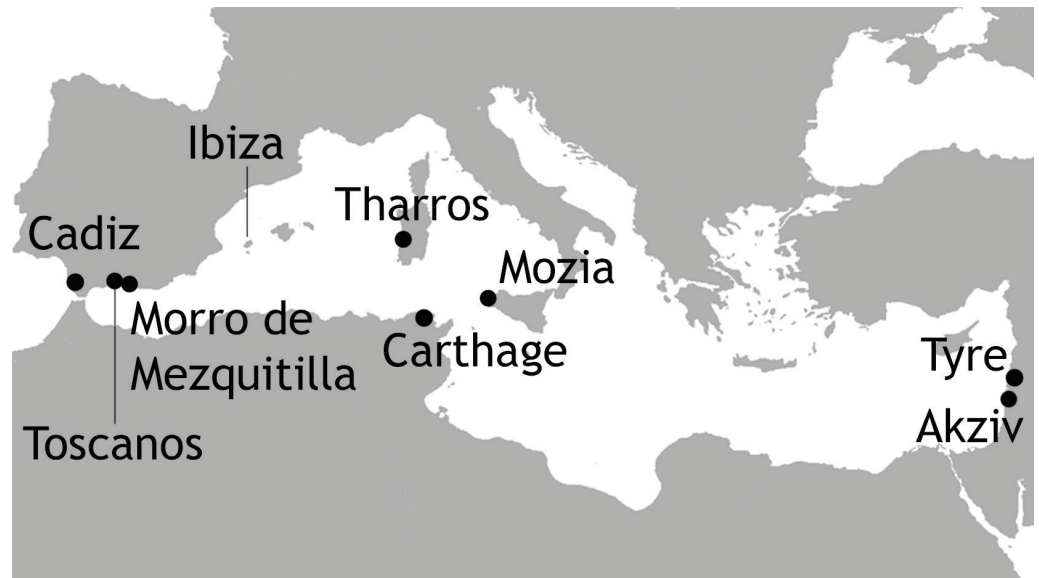 Ibiza
Tharros
Cadiz
Mozia
Morro de
Mezquitilla
Carthage
Tyre
Akziv
Toscanos